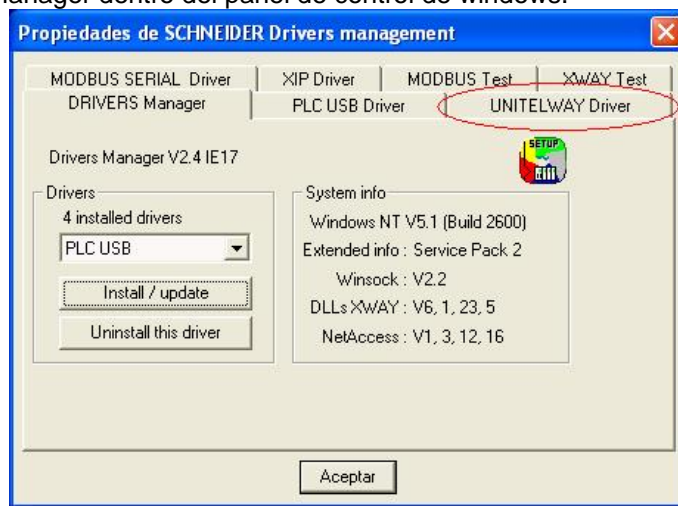 anager dentro del panel de control de windows.
Propiedades de SCHNEIDER Drivers management
MODBUS SERIAL Driver XIP Driver MODBUS Test XWAY Test
DRIVERS Manager PLC USB Driver UNITELWAY Driver
Drivers Manager V2.4 IE17
SETUP
Drivers
4 installed drivers
PLC USB
Install / update
Uninstall this driver
System info
Windows NT V5.1 (Build 2600)
Extended info : Service Pack 2
Winsock : V2.2
DLLs XWAY : V6, 1, 23, 5
NetAccess : V1, 3, 12, 16
Aceptar